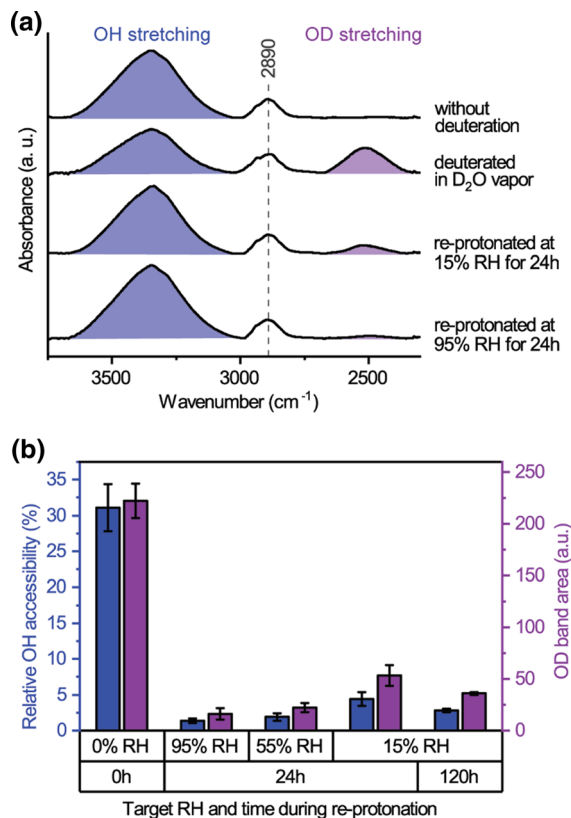 (a)
OH stretching
OD stretching
2890
without
deuteration
deuterated
in D₂O vapor
re-protonated at
15% RH for 24h
re-protonated at
95% RH for 24h
Absorbance (a. u.)
3500
3000
2500
Wavenumber (cm⁻¹)
(b)
Relative OH accessibility (%)
35
30
25
20
15
10
5
0
250
200
150
100
50
0
OD band area (a.u.)
0% RH
95% RH
55% RH
15% RH
0h
24h
120h
Target RH and time during re-protonation